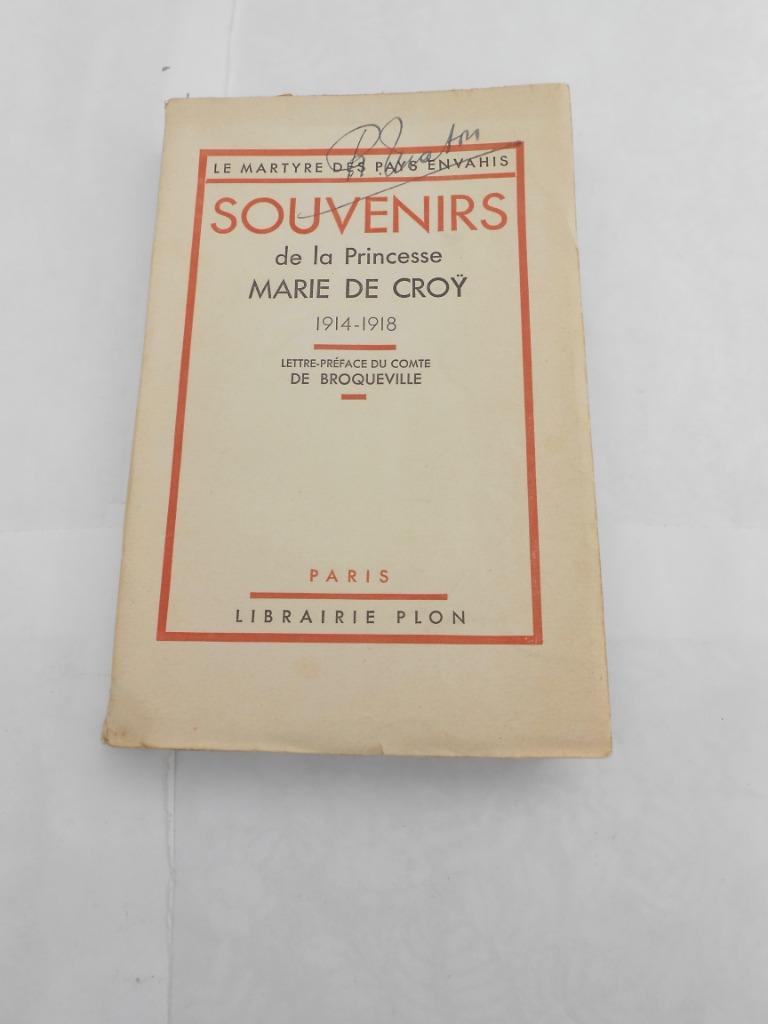 LE MARTYRE DES PAYS ENVAHIS
SOUVENIRS
de la Princesse
MARIE DE CROŸ
1914-1918
LETTRE-PRÉFACE DU COMTE
DE BROQUEVILLE
PARIS
LIBRAIRIE PLON